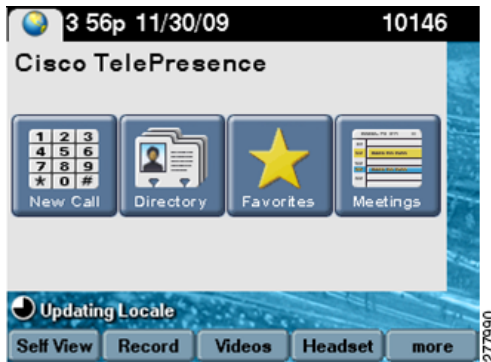 3 56p 11/30/09 10146
Cisco TelePresence
1 2 3
4 5 6
7 8 9
* 0 #
New Call Directory Favorites Meetings
Updating Locale
Self View Record Videos Headset more